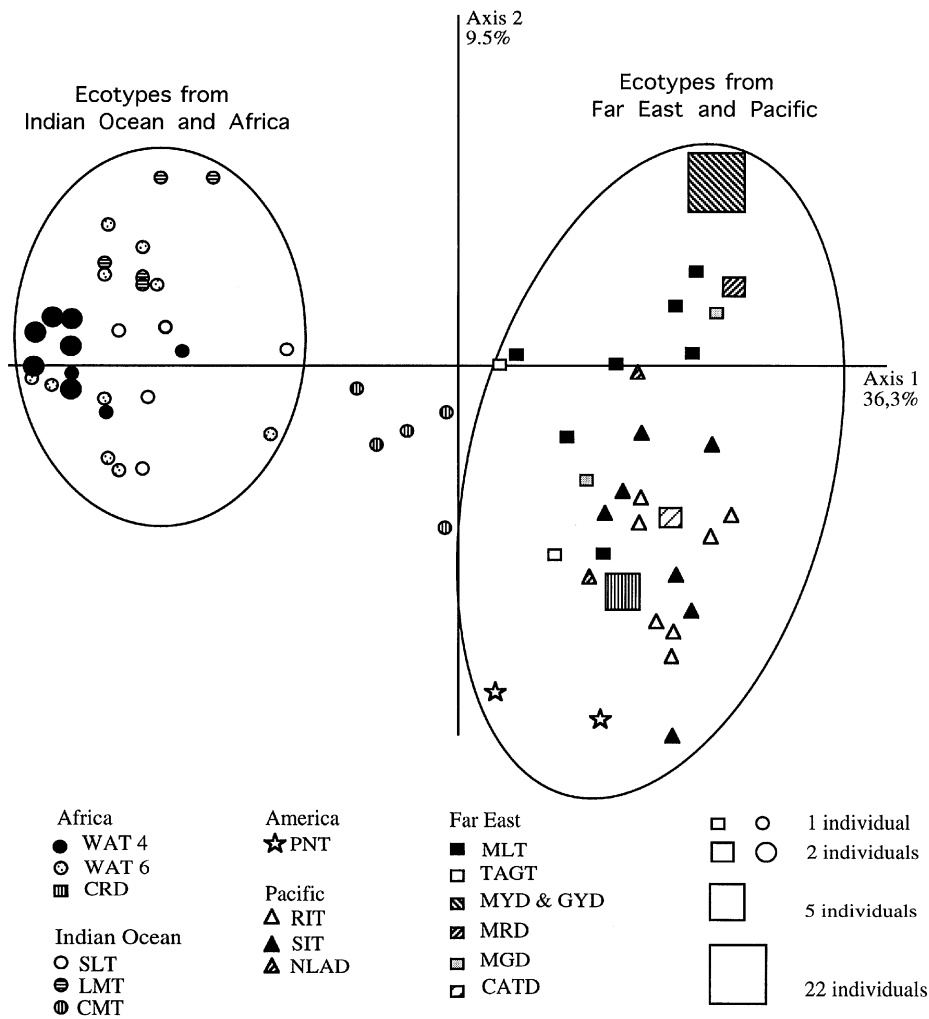 Axis 2
9.5%
Ecotypes from
Indian Ocean and Africa
Ecotypes from
Far East and Pacific
Axis 1
36,3%
Africa
WAT 4
WAT 6
CRD
Indian Ocean
SLT
LMT
CMT
America
PNT
Pacific
RIT
SIT
NLAD
Far East
MLT
TAGT
MYD & GYD
MRD
MGD
CATD
1 individual
2 individuals
5 individuals
22 individuals